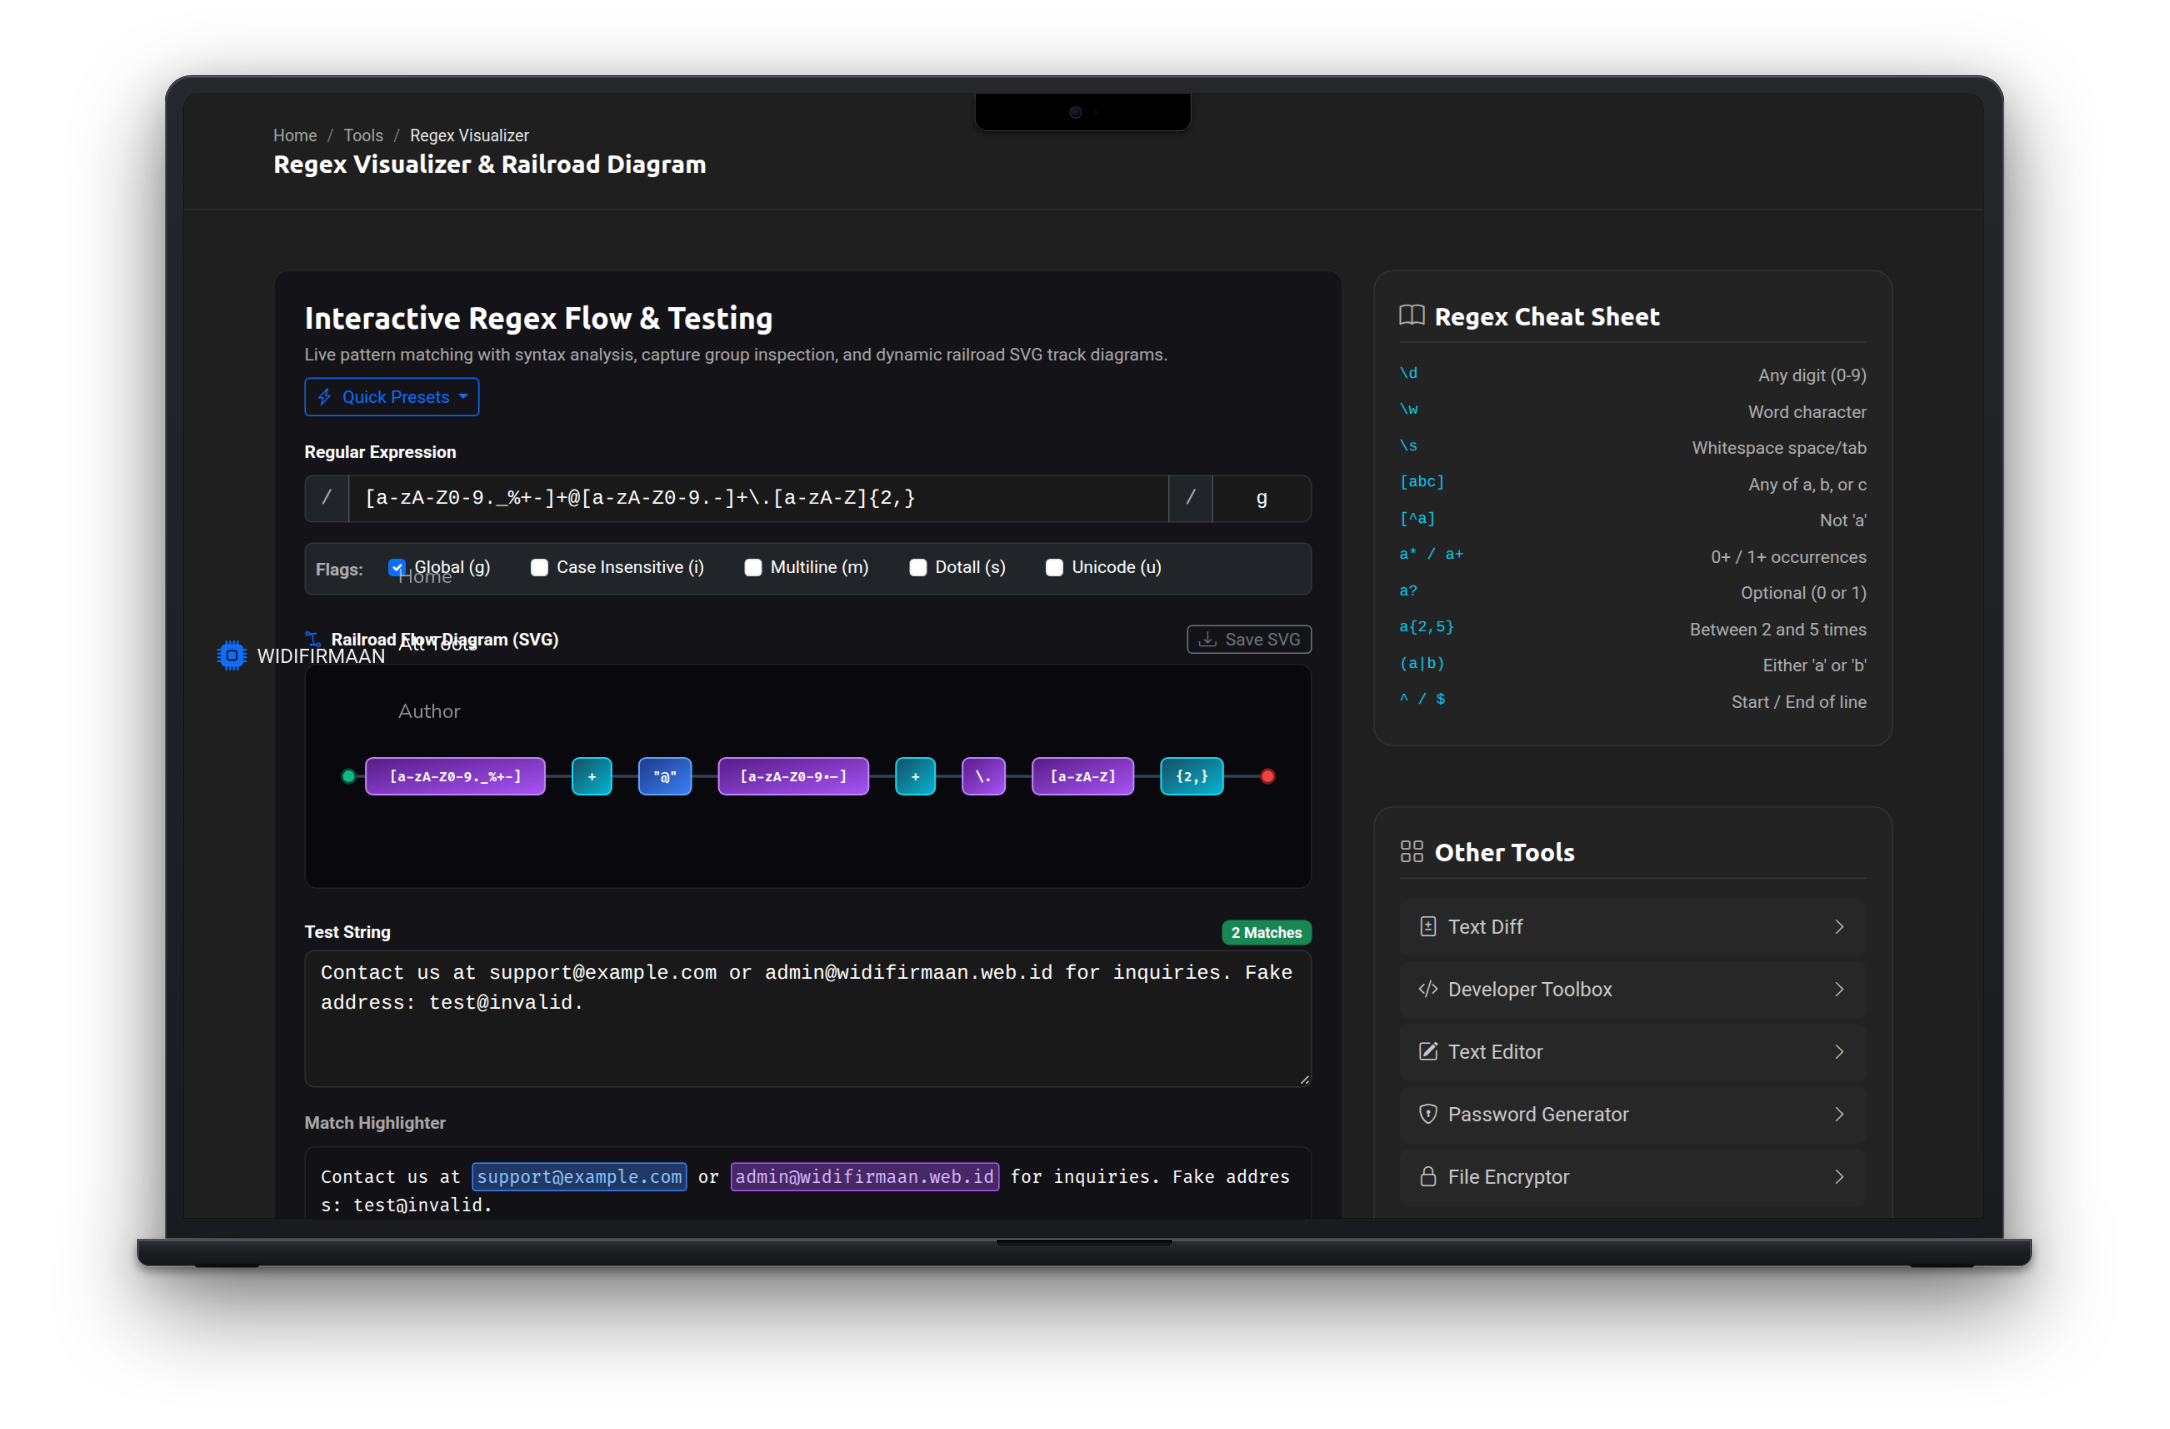 Home / Tools / Regex Visualizer
Regex Visualizer & Railroad Diagram
Interactive Regex Flow & Testing
Live pattern matching with syntax analysis, capture group inspection, and dynamic railroad SVG track diagrams.
Quick Presets
Regular Expression
/ [a-zA-Z0-9._%+-]+@[a-zA-Z0-9.-]+\.[a-zA-Z]{2,} / g
Flags: Global (g) Case Insensitive (i) Multiline (m) Dotall (s) Unicode (u)
Home
Railroad Flow Diagram (SVG) Save SVG
All Tools
WIDIFIRMAAN
Author
[a-zA-Z0-9._%+-] + "@" [a-zA-Z0-9.-] + \. [a-zA-Z] {2,}
Test String 2 Matches
Contact us at support@example.com or admin@widifirmaan.web.id for inquiries. Fake
address: test@invalid.
Match Highlighter
Contact us at support@example.com or admin@widifirmaan.web.id for inquiries. Fake addres
s: test@invalid.
Regex Cheat Sheet
\d Any digit (0-9)
\w Word character
\s Whitespace space/tab
[abc] Any of a, b, or c
[^a] Not 'a'
a* / a+ 0+ / 1+ occurrences
a? Optional (0 or 1)
a{2,5} Between 2 and 5 times
(a|b) Either 'a' or 'b'
^ / $ Start / End of line
Other Tools
Text Diff
Developer Toolbox
Text Editor
Password Generator
File Encryptor